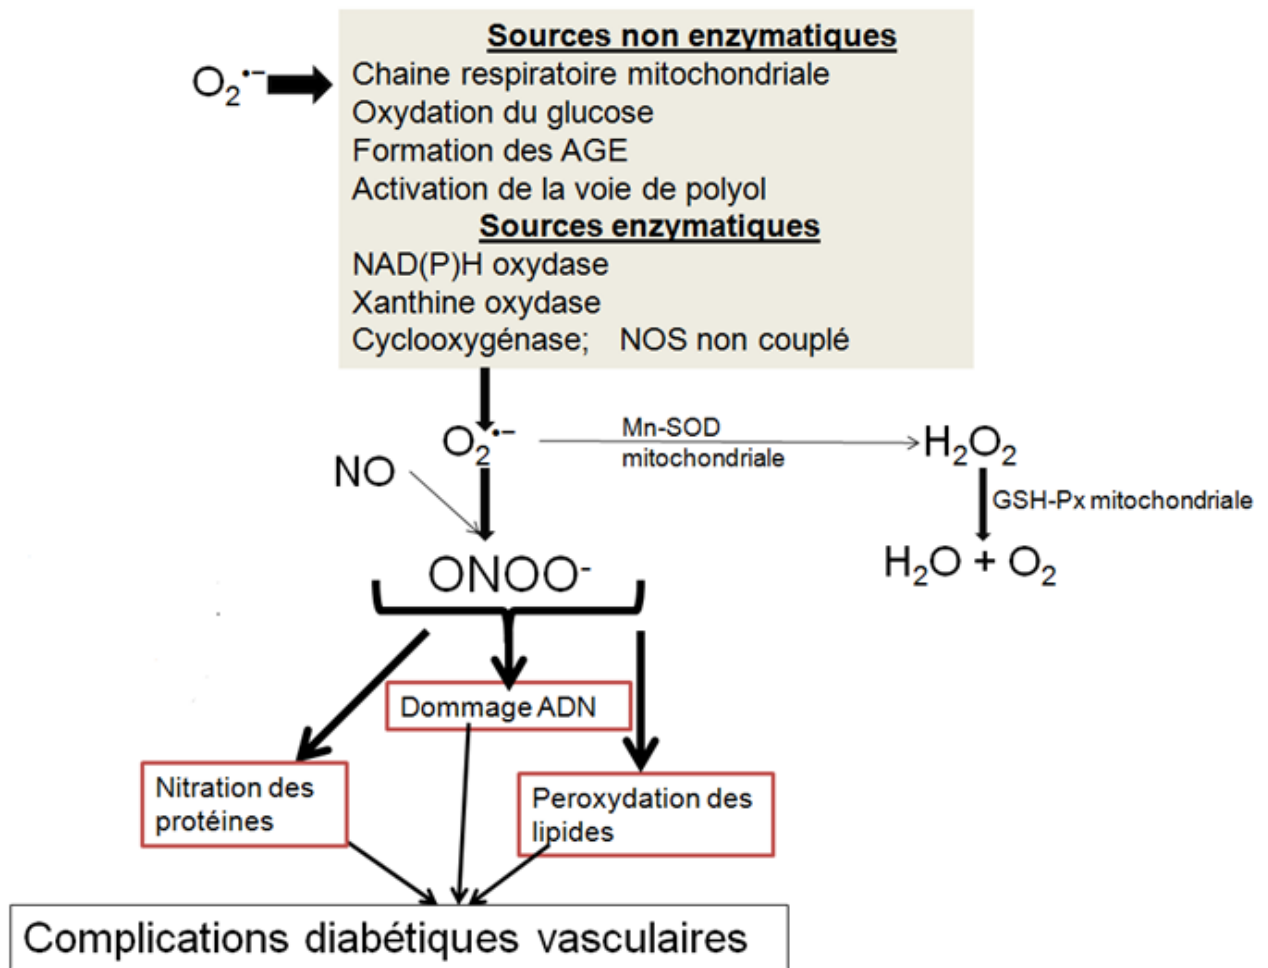 Sources non enzymatiques
O₂•–
Chaine respiratoire mitochondriale
Oxydation du glucose
Formation des AGE
Activation de la voie de polyol
Sources enzymatiques
NAD(P)H oxydase
Xanthine oxydase
Cyclooxygénase; NOS non couplé
O₂•–
Mn-SOD
mitochondriale
H₂O₂
NO
GSH-Px mitochondriale
ONOO⁻
H₂O + O₂
Dommage ADN
Nitration des
protéines
Peroxydation des
lipides
Complications diabétiques vasculaires